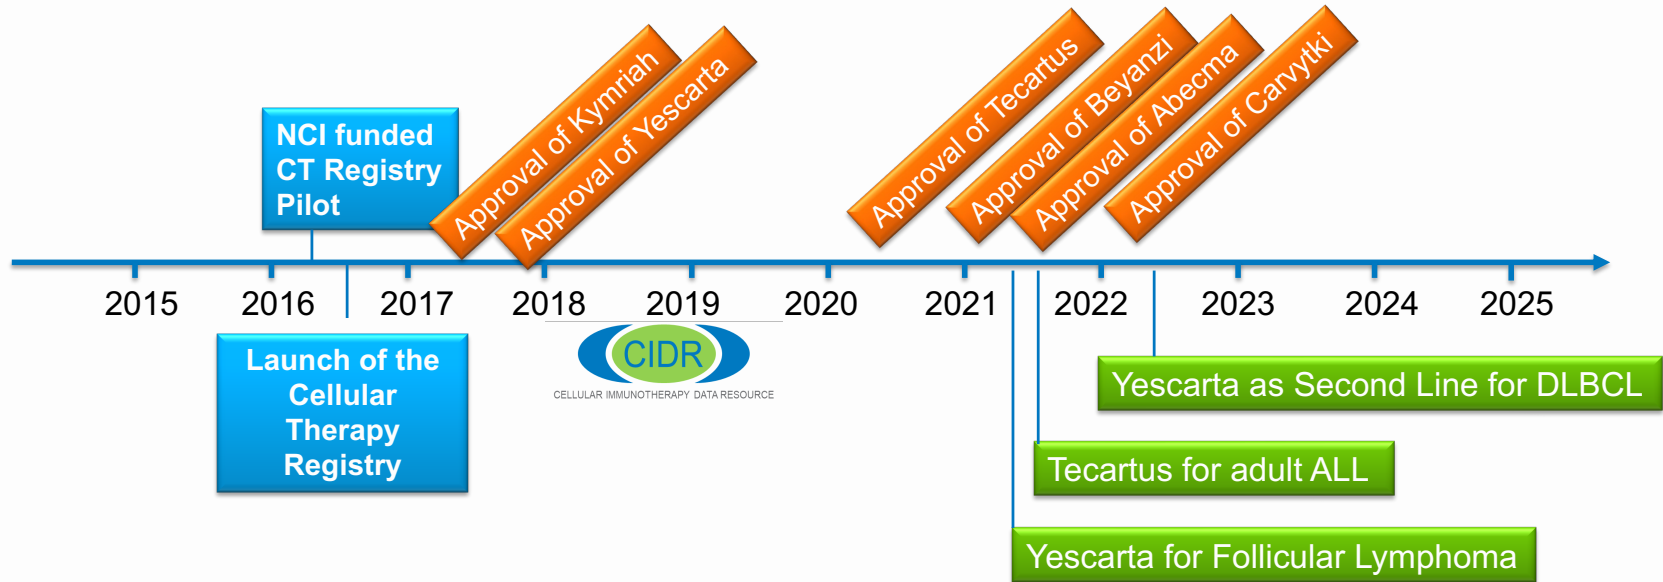 NCI funded
CT Registry
Pilot
Approval of Kymriah
Approval of Yescarta
Approval of Tecartus
Approval of Beyanzi
Approval of Abecma
Approval of Carvytki
2015
2016
2017
2018
2019
2020
2021
2022
2023
2024
2025
Launch of the
Cellular
Therapy
Registry
CIDR
CELLULAR IMMUNOTHERAPY DATA RESOURCE
Yescarta as Second Line for DLBCL
Tecartus for adult ALL
Yescarta for Follicular Lymphoma